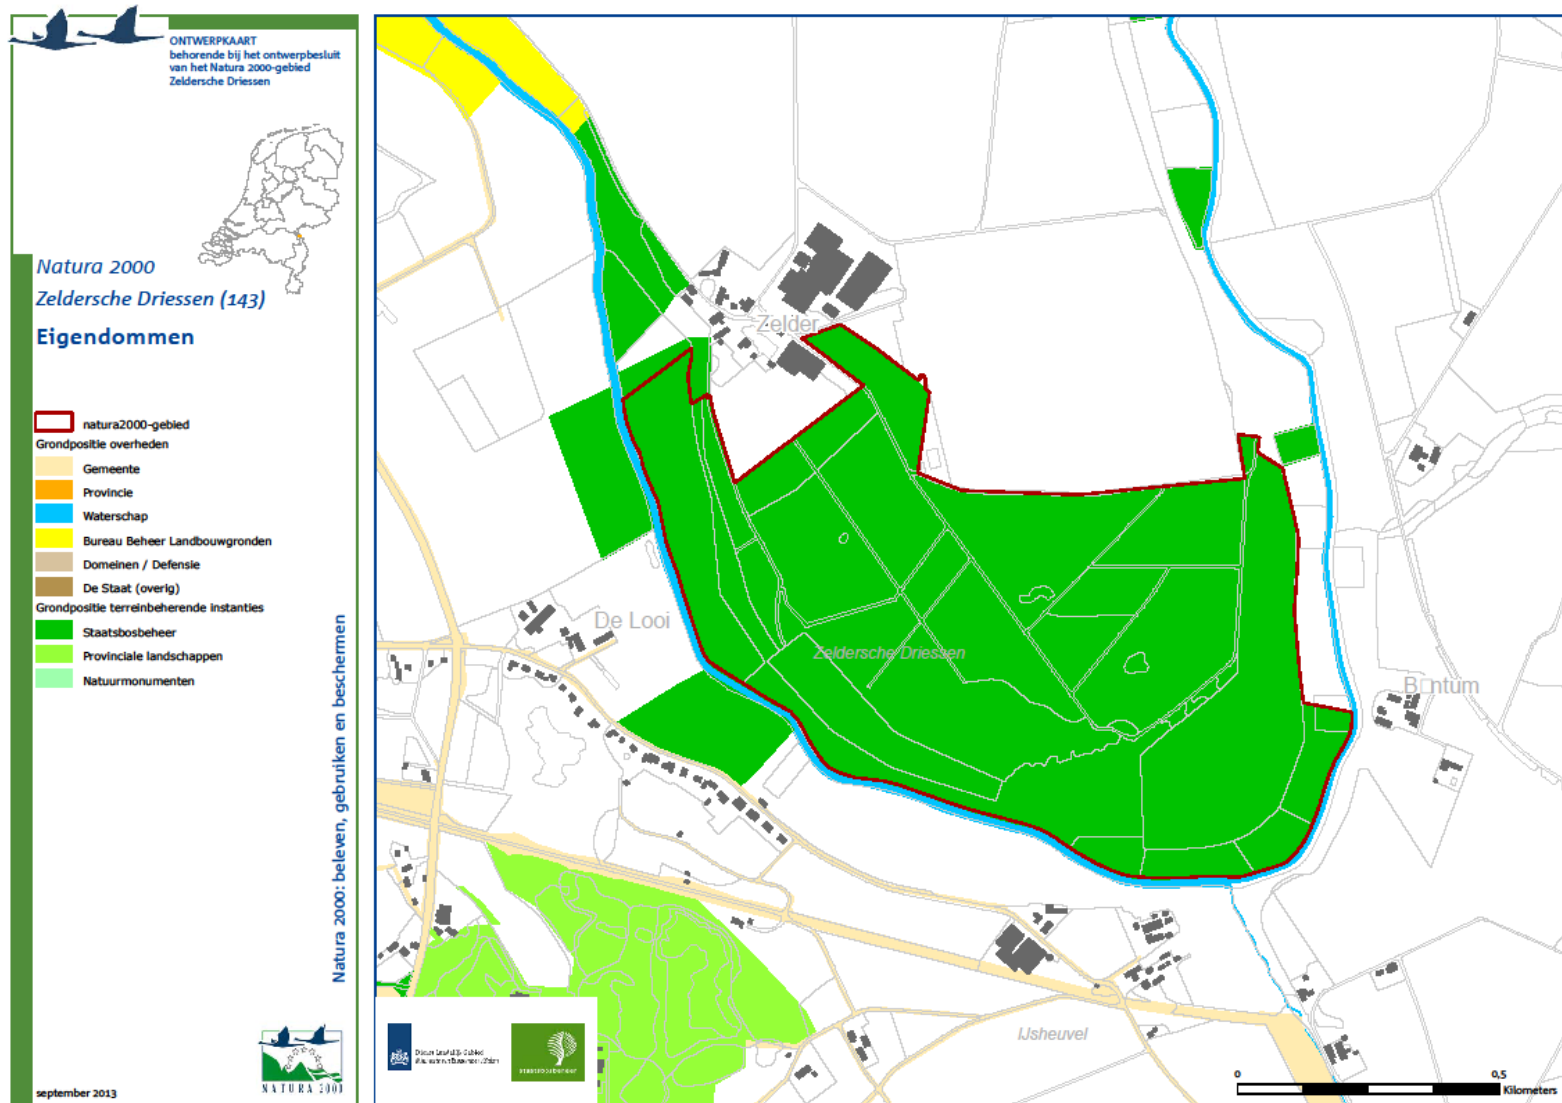 ONTWERPKAART
behorende bij het ontwerpbesluit
van het Natura 2000-gebied
Zeldersche Driessen
Natura 2000
Zeldersche Driessen (143)
Eigendommen
natura2000-gebied
Grondpositie overheden
Gemeente
Provincie
Waterschap
Bureau Beheer Landbouwgronden
Domeinen / Defensie
De Staat (overig)
Grondpositie terreinbeherende instanties
Staatsbosbeheer
Provinciale landschappen
Natuurmonumenten
Natura 2000: beleven, gebruiken en beschermen
NATURA 2000
september 2013
Zelder
De Looi
Zeldersche Driessen
B□ntum
IJsheuvel
staatsbosbeheer
0 0,5
Kilometers